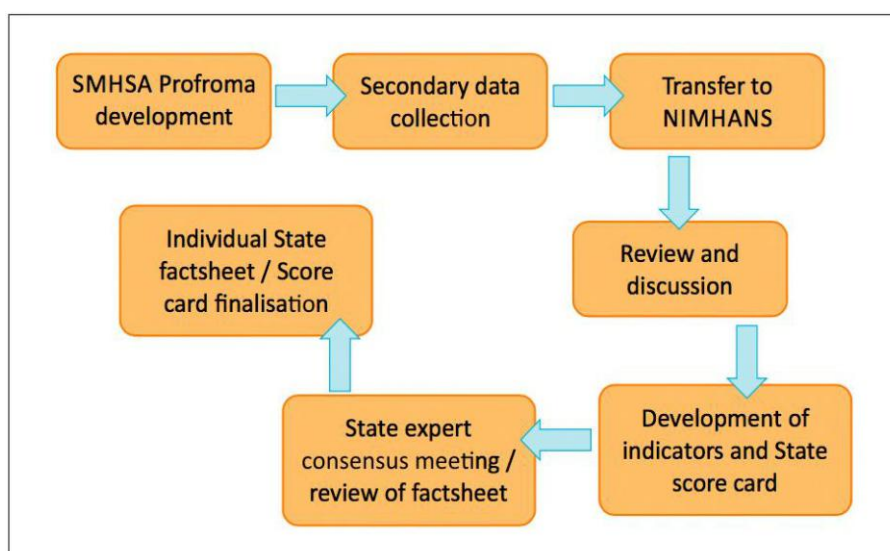 SMHSA Profroma
development
Secondary data
collection
Transfer to
NIMHANS
Review and
discussion
Development of
indicators and State
score card
State expert
consensus meeting /
review of factsheet
Individual State
factsheet / Score
card finalisation